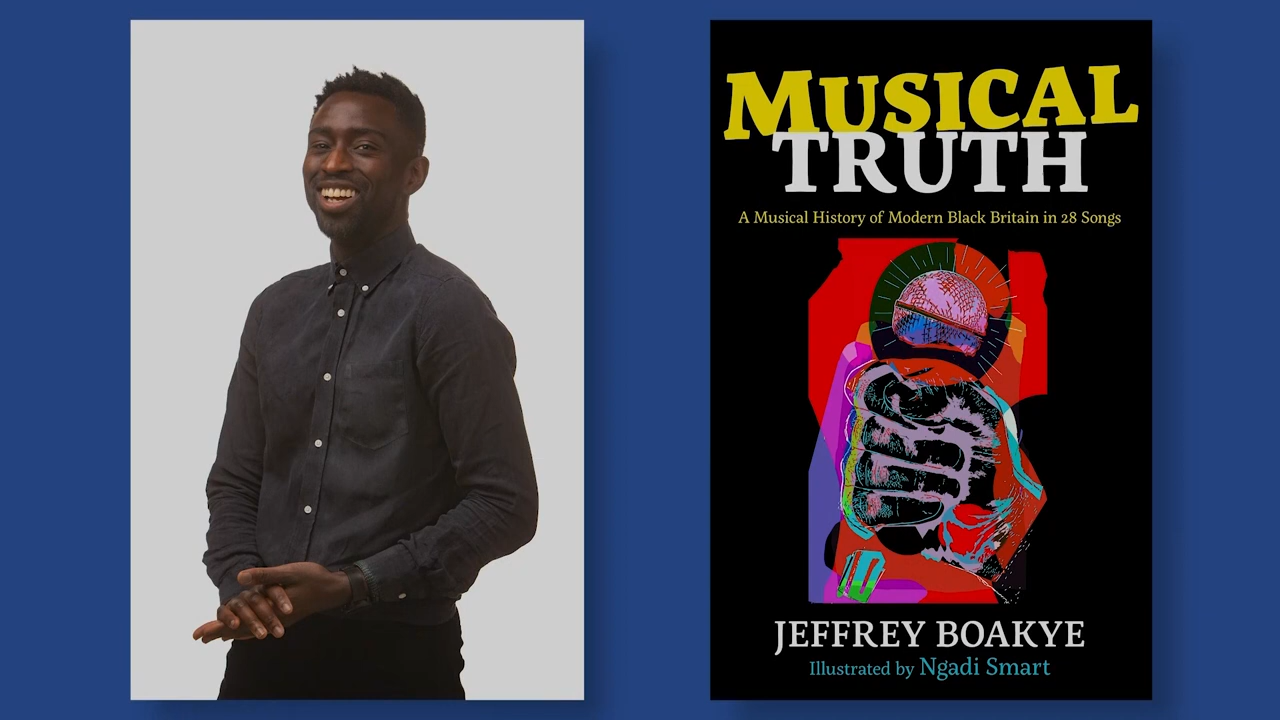 MUSICAL
TRUTH
A Musical History of Modern Black Britain in 28 Songs
JEFFREY BOAKYE
Illustrated by Ngadi Smart